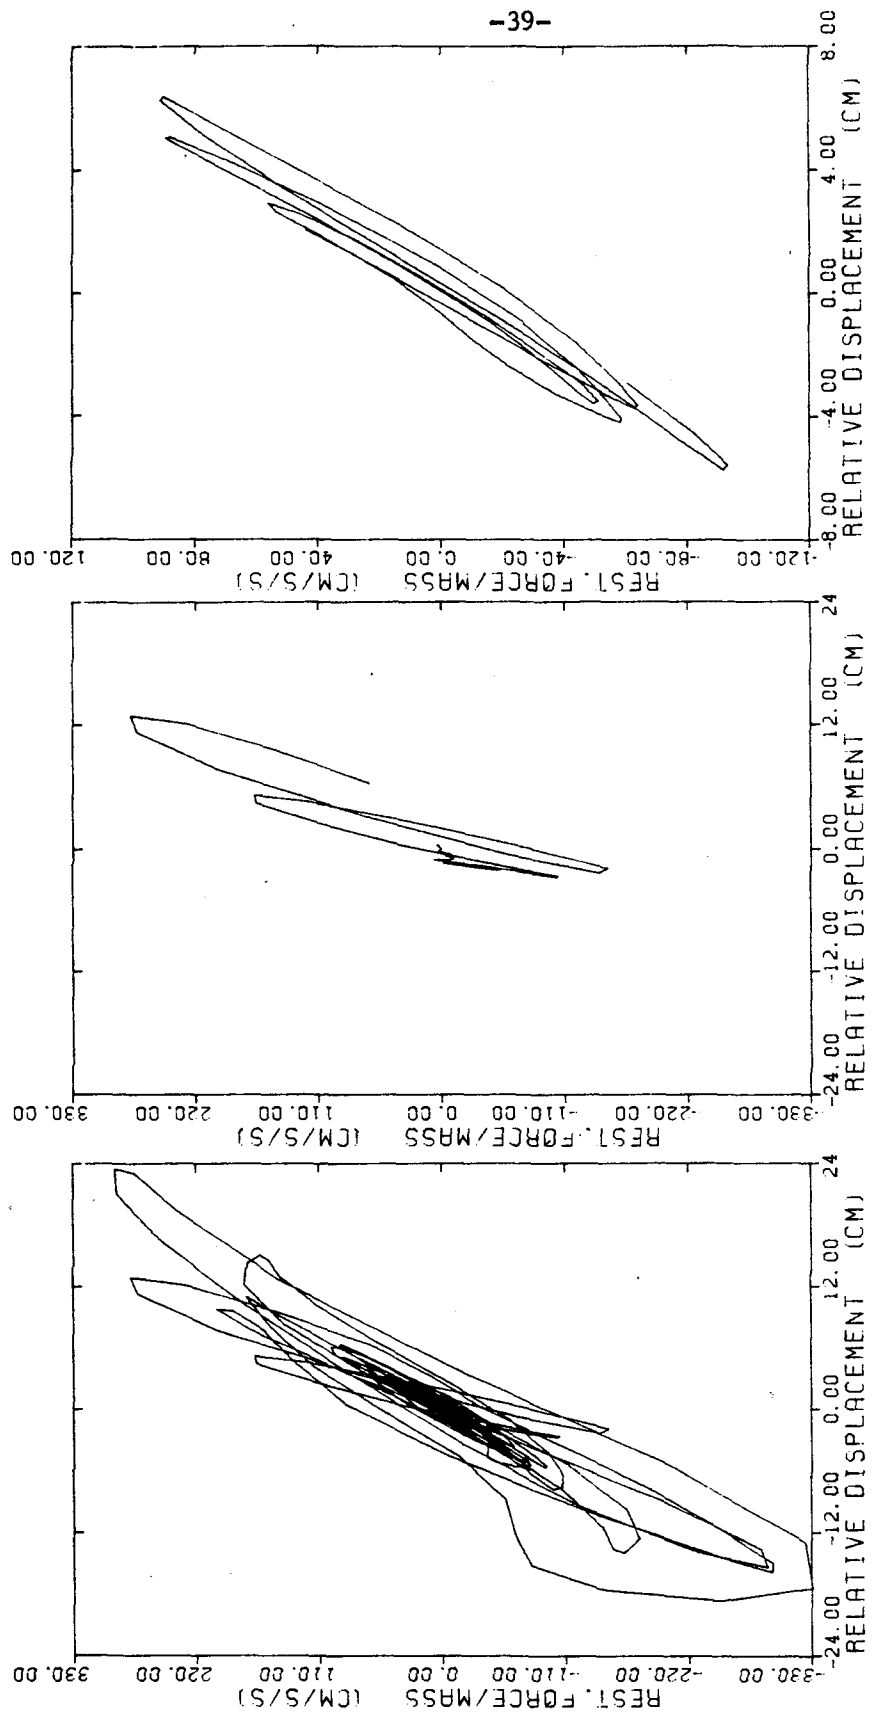 -39-
-8.00 -4.00 0.00 4.00 8.00
RELATIVE DISPLACEMENT (CM)
120.00 80.00 40.00 0.00 -40.00 -80.00 -120.00
REST.FORCE/MASS (CM/S/S)
-24.00 -12.00 0.00 12.00 24
RELATIVE DISPLACEMENT (CM)
330.00 220.00 110.00 0.00 -110.00 -220.00 -330.00
REST.FORCE/MASS (CM/S/S)
-24.00 -12.00 0.00 12.00 24
RELATIVE DISPLACEMENT (CM)
330.00 220.00 110.00 0.00 -110.00 -220.00 -330.00
REST.FORCE/MASS (CM/S/S)